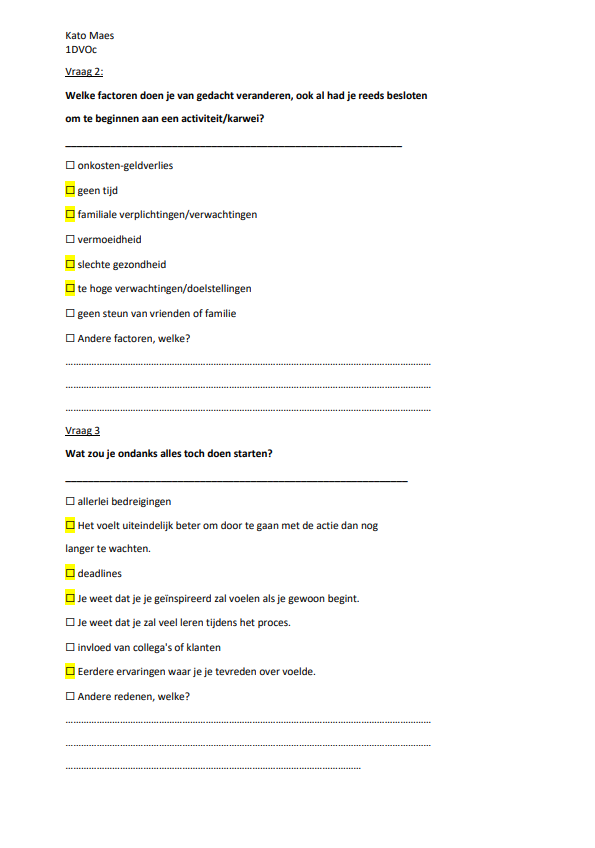 Kato Maes
1DVOc
Vraag 2:
Welke factoren doen je van gedacht veranderen, ook al had je reeds besloten
om te beginnen aan een activiteit/karwei?
☐ onkosten-geldverlies
☐ geen tijd
☐ familiale verplichtingen/verwachtingen
☐ vermoeidheid
☐ slechte gezondheid
☐ te hoge verwachtingen/doelstellingen
☐ geen steun van vrienden of familie
☐ Andere factoren, welke?
Vraag 3
Wat zou je ondanks alles toch doen starten?
☐ allerlei bedreigingen
☐ Het voelt uiteindelijk beter om door te gaan met de actie dan nog
langer te wachten.
☐ deadlines
☐ Je weet dat je je geïnspireerd zal voelen als je gewoon begint.
☐ Je weet dat je zal veel leren tijdens het proces.
☐ invloed van collega's of klanten
☐ Eerdere ervaringen waar je je tevreden over voelde.
☐ Andere redenen, welke?